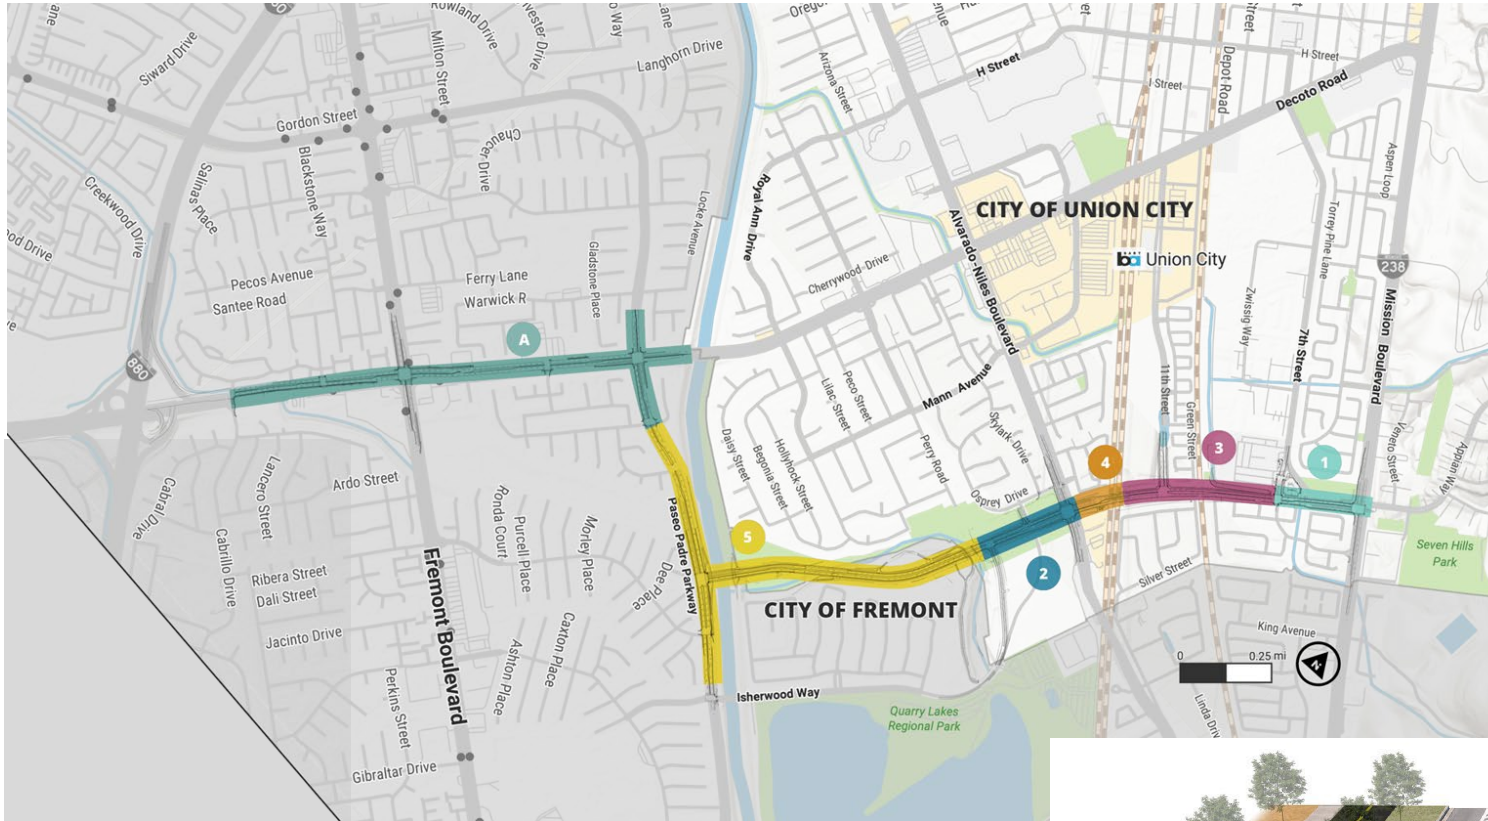 Siward Drive
Rowland Drive
Milton Street
Langhorn Drive
Gordon Street
Chaucer Drive
Salinas Place
Blackstone Way
Creekwood Drive
Locke Avenue
Pecos Avenue
Santee Road
Ferry Lane
Gladstone Place
A
880
Cabral Drive
Lancero Street
Cabrillo Drive
Ardo Street
Ribera Street
Dali Street
Jacinto Drive
Fremont Boulevard
Perkins Street
Gibraltar Drive
Ronda Court
Purcell Place
Ashton Place
Morley Place
Caxton Place
Dee Place
Paseo Padre Parkway
Arizona Street
H Street
I Street
Depot Road
H Street
Decoto Road
Royal Ann Drive
Cherrywood Drive
Alvarado-Niles Boulevard
CITY OF UNION CITY
Union City
Aspen Loop
Torrey Pine Lane
238
Mission Boulevard
Zwissig Way
7th Street
11th Street
Green Street
Veneto Street
Appian Way
Mann Avenue
Peco Street
Lilac Street
Perry Road
Skylark Drive
Osprey Drive
Daisy Street
Begonia Street
Hollyhock Street
5
2
4
3
1
Silver Street
Seven Hills
Park
King Avenue
CITY OF FREMONT
Isherwood Way
Quarry Lakes
Regional Park
0
0.25 mi
N